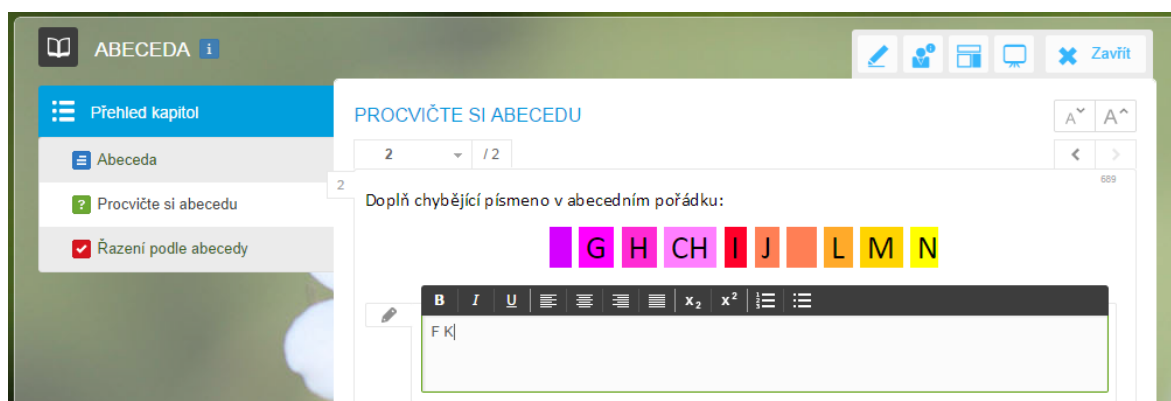 ABECEDA i
Zavřít
Přehled kapitol
Abeceda
Procvičte si abecedu
Řazení podle abecedy
PROCVIČTE SI ABECEDU
A A
2 / 2
2
689
Doplň chybějící písmeno v abecedním pořádku:
G H CH I J L M N
B I U x₂ x²
F K